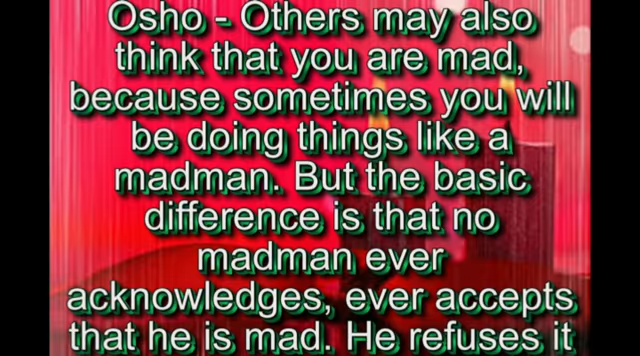 Osho - Others may also
think that you are mad,
because sometimes you will
be doing things like a
madman. But the basic
difference is that no
madman ever
acknowledges, ever accepts
that he is mad. He refuses it